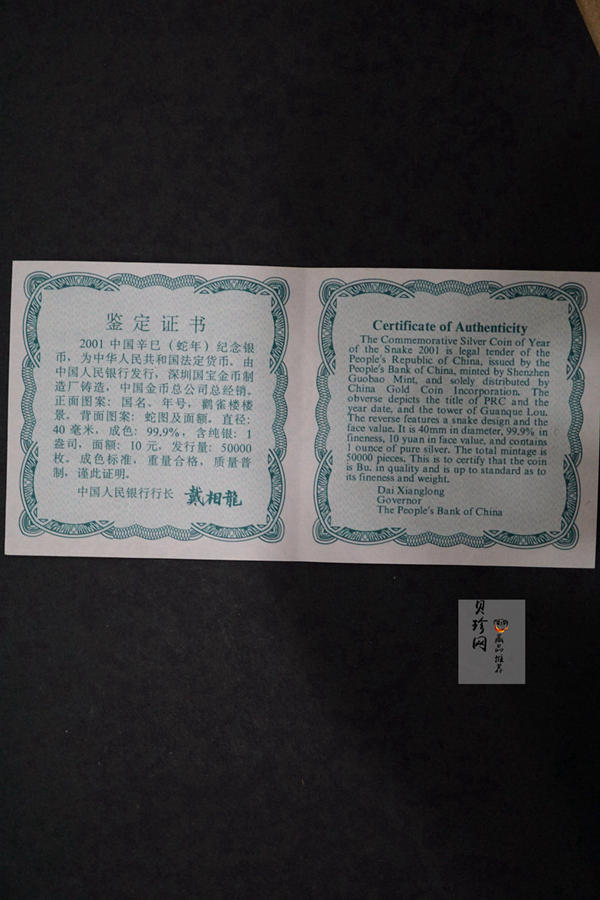 鉴定证书
2001中国辛巳（蛇年）纪念银
币，为中华人民共和国法定货币。由
中国人民银行发行，深圳国宝金币制
造厂铸造，中国金币总公司总经销。
正面图案：国名、年号，鹳雀楼楼
景。背面图案：蛇图及面额。直径：
40毫米，成色：99.9%，含纯银：1
盎司，面额：10元，发行量：50000
枚。成色标准，重量合格，质量普
制，谨此证明。
中国人民银行行长 戴相龍
Certificate of Authenticity
The Commemorative Silver Coin of Year
of the Snake 2001 is legal tender of the
People's Republic of China, issued by the
People's Bank of China, minted by Shenzhen
Guobao Mint, and solely distributed by
China Gold Coin Incorporation. The
obverse depicts the title of PRC and the
year date, and the tower of Guanque Lou.
The reverse features a snake design and the
face value. It is 40mm in diameter, 99.9% in
fineness, 10 yuan in face value, and contains
1 ounce of pure silver. The total mintage is
50000 pieces. This is to certify that the coin
is Bu. in quality and is up to standard as to
its fineness and weight.
Dai Xianglong
Governor
The People's Bank of China
贝珍网
商品推荐